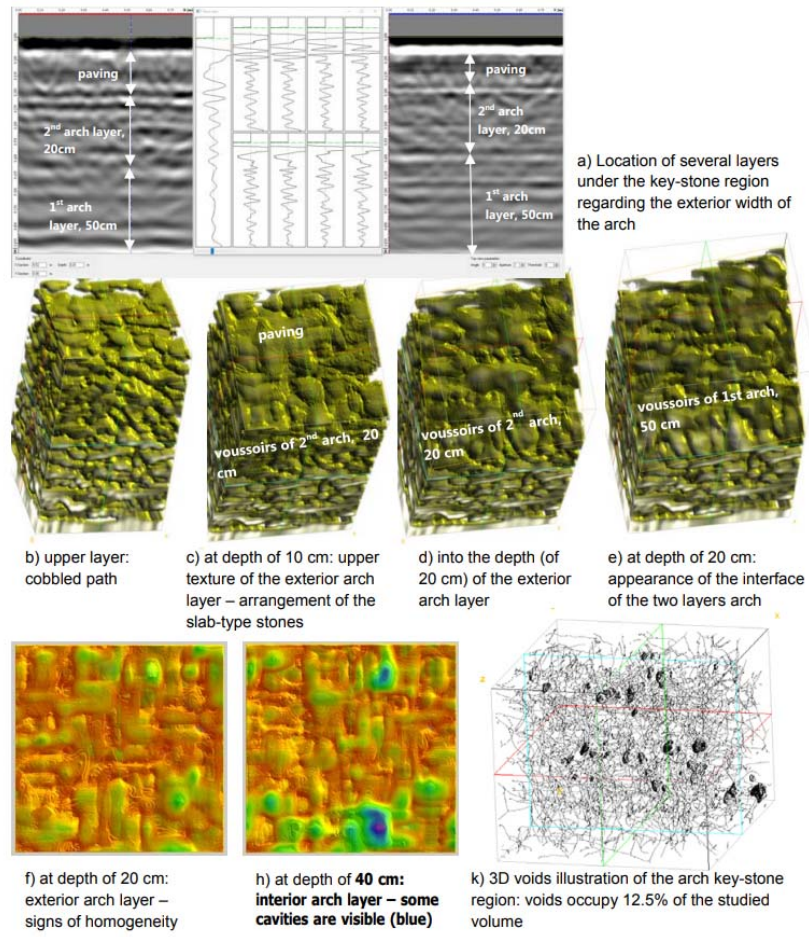 paving
2nd arch
layer,
20cm
1st arch
layer, 50cm
paving
2nd arch
layer, 20cm
1st arch
layer, 50cm
a) Location of several layers
under the key-stone region
regarding the exterior width of
the arch
paving
voussoirs of 2nd arch, 20
cm
voussoirs of 2nd arch,
20 cm
voussoirs of 1st arch,
50 cm
b) upper layer:
cobbled path
c) at depth of 10 cm: upper
texture of the exterior arch
layer – arrangement of the
slab-type stones
d) into the depth (of
20 cm) of the exterior
arch layer
e) at depth of 20 cm:
appearance of the interface
of the two layers arch
f) at depth of 20 cm:
exterior arch layer –
signs of homogeneity
h) at depth of 40 cm:
interior arch layer – some
cavities are visible (blue)
z
x
k) 3D voids illustration of the arch key-stone
region: voids occupy 12.5% of the studied
volume